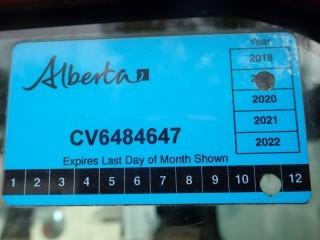 Alberta
Year
2018
2020
2021
2022
CV6484647
Expires Last Day of Month Shown
1 2 3 4 5 6 7 8 9 10 12